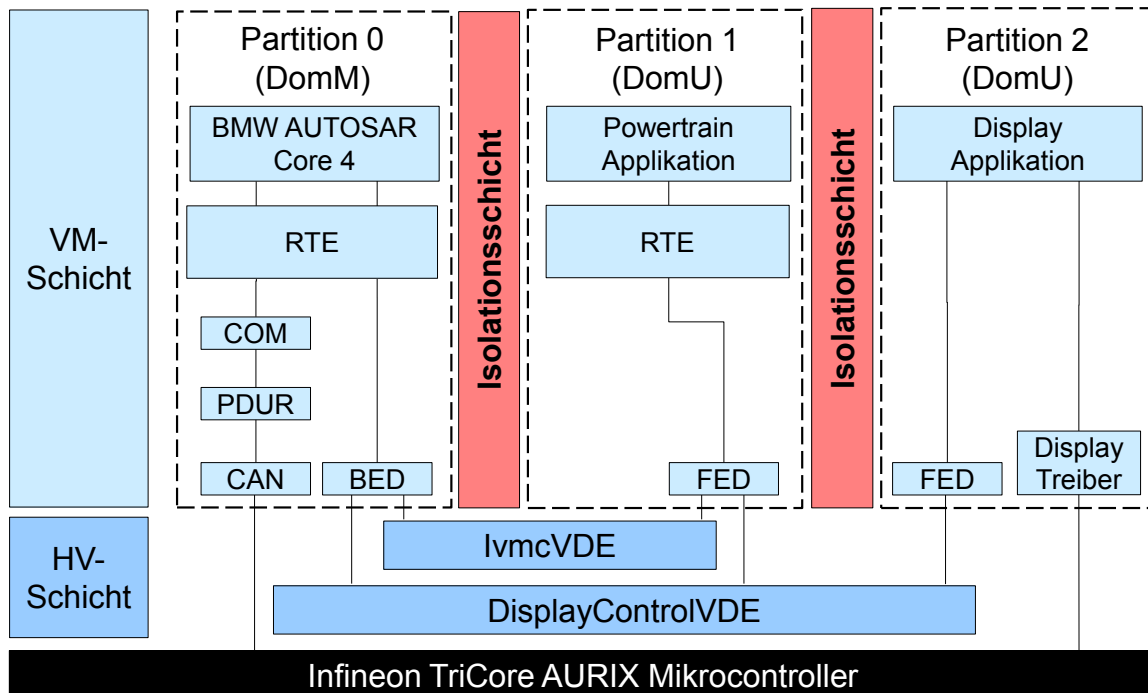 VM-
Schicht
HV-
Schicht
Partition 0
(DomM)
BMW AUTOSAR
Core 4
RTE
COM
PDUR
CAN
BED
Isolationsschicht
Partition 1
(DomU)
Powertrain
Applikation
RTE
FED
Isolationsschicht
Partition 2
(DomU)
Display
Applikation
FED
Display
Treiber
IvmcVDE
DisplayControlVDE
Infineon TriCore AURIX Mikrocontroller